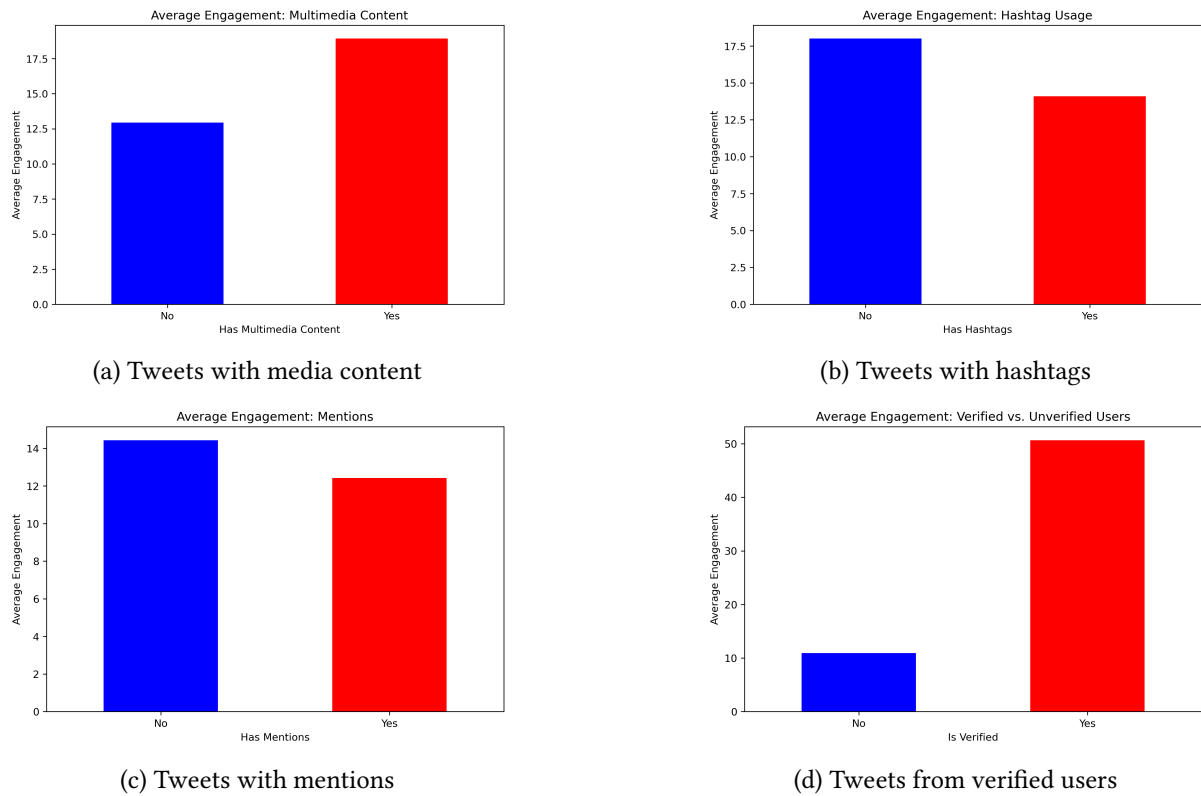 Average Engagement: Multimedia Content
17.5
15.0
12.5
10.0
7.5
5.0
2.5
0.0
Average Engagement
No
Yes
Has Multimedia Content
(a) Tweets with media content
Average Engagement: Hashtag Usage
17.5
15.0
12.5
10.0
7.5
5.0
2.5
0.0
Average Engagement
No
Yes
Has Hashtags
(b) Tweets with hashtags
Average Engagement: Mentions
14
12
10
8
6
4
2
0
Average Engagement
No
Yes
Has Mentions
(c) Tweets with mentions
Average Engagement: Verified vs. Unverified Users
50
40
30
20
10
0
Average Engagement
No
Yes
Is Verified
(d) Tweets from verified users